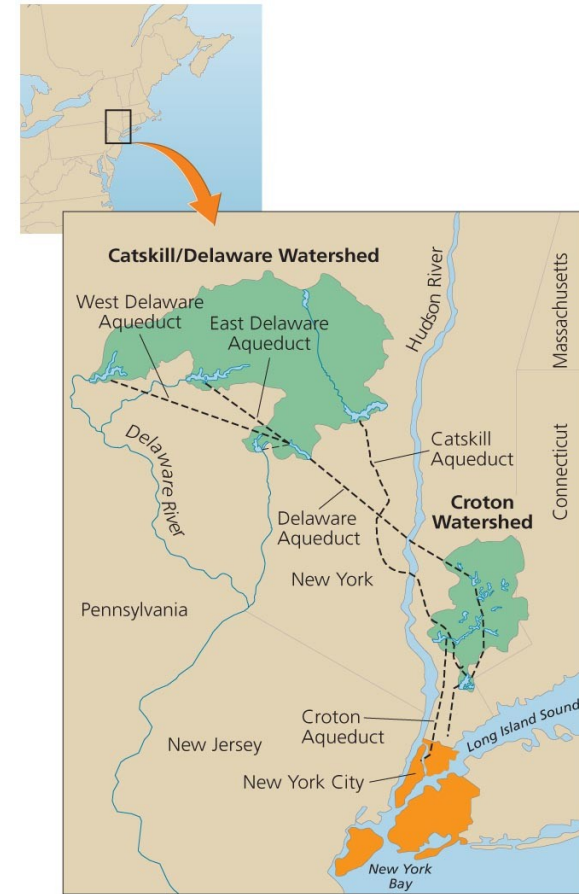 Catskill/Delaware Watershed
West Delaware
Aqueduct
East Delaware
Aqueduct
Hudson River
Massachusetts
Delaware
River
Catskill
Aqueduct
Connecticut
Croton
Watershed
Delaware
Aqueduct
New York
Pennsylvania
Croton
Aqueduct
Long Island Sound
New Jersey
New York City
New York
Bay